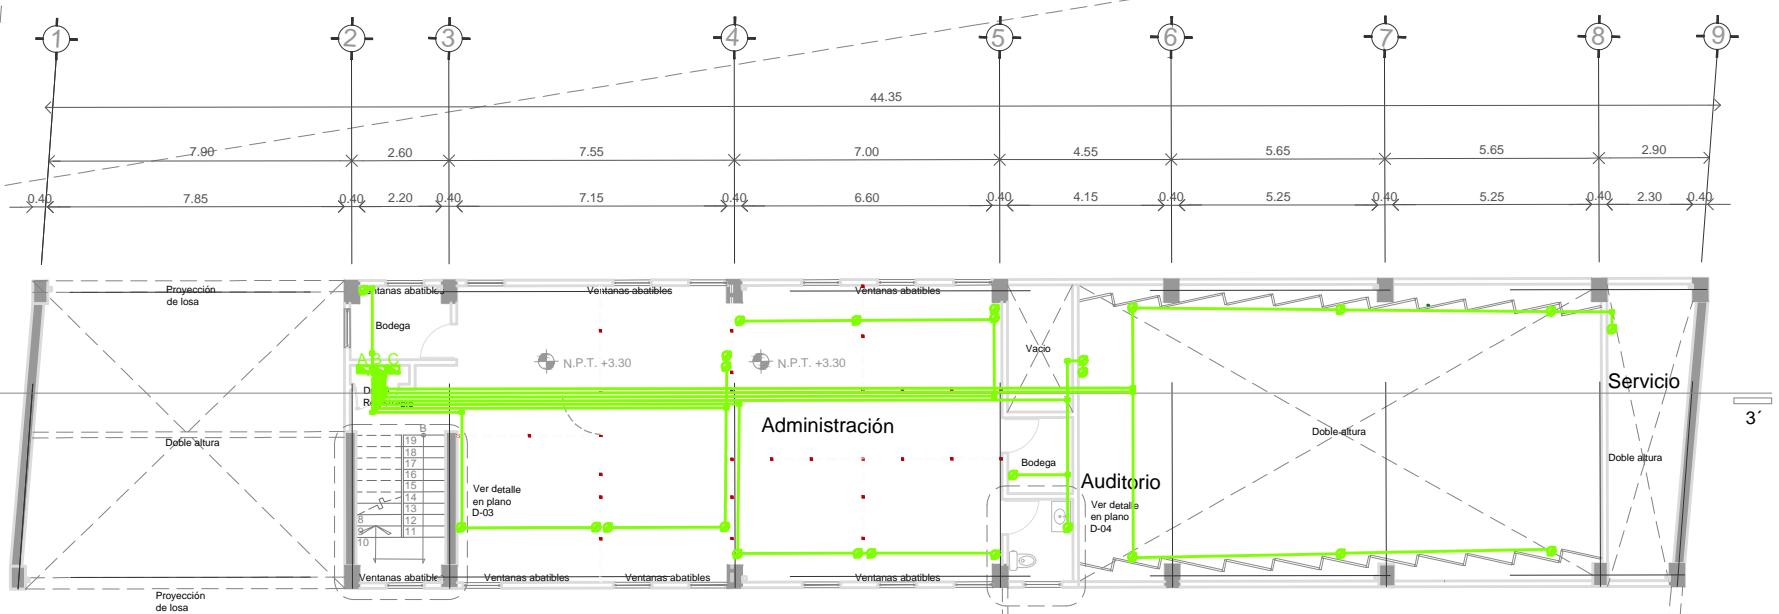 1 2 3 4 5 6 7 8 9
44.35
7.90 2.60 7.55 7.00 4.55 5.65 5.65 2.90
0.40 7.85 0.40 2.20 0.40 7.15 0.40 6.60 0.40 4.15 0.40 5.25 0.40 5.25 0.40 2.30 0.40
Proyección
de losa
Ventanas abatibles
Ventanas abatibles
Ventanas abatibles
Bodega
A B C
N.P.T. +3.30
N.P.T. +3.30
Vacio
Servicio
3´
Administración
Doble altura
Doble altura
Doble altura
B
19
18
17
16
15
14
13
12
11
8
9
10
Bodega
Auditorio
Ver detalle
en plano
D-03
Ver detalle
en plano
D-04
Ventanas abatibles
Ventanas abatibles
Ventanas abatibles
Ventanas abatibles
Proyección
de losa